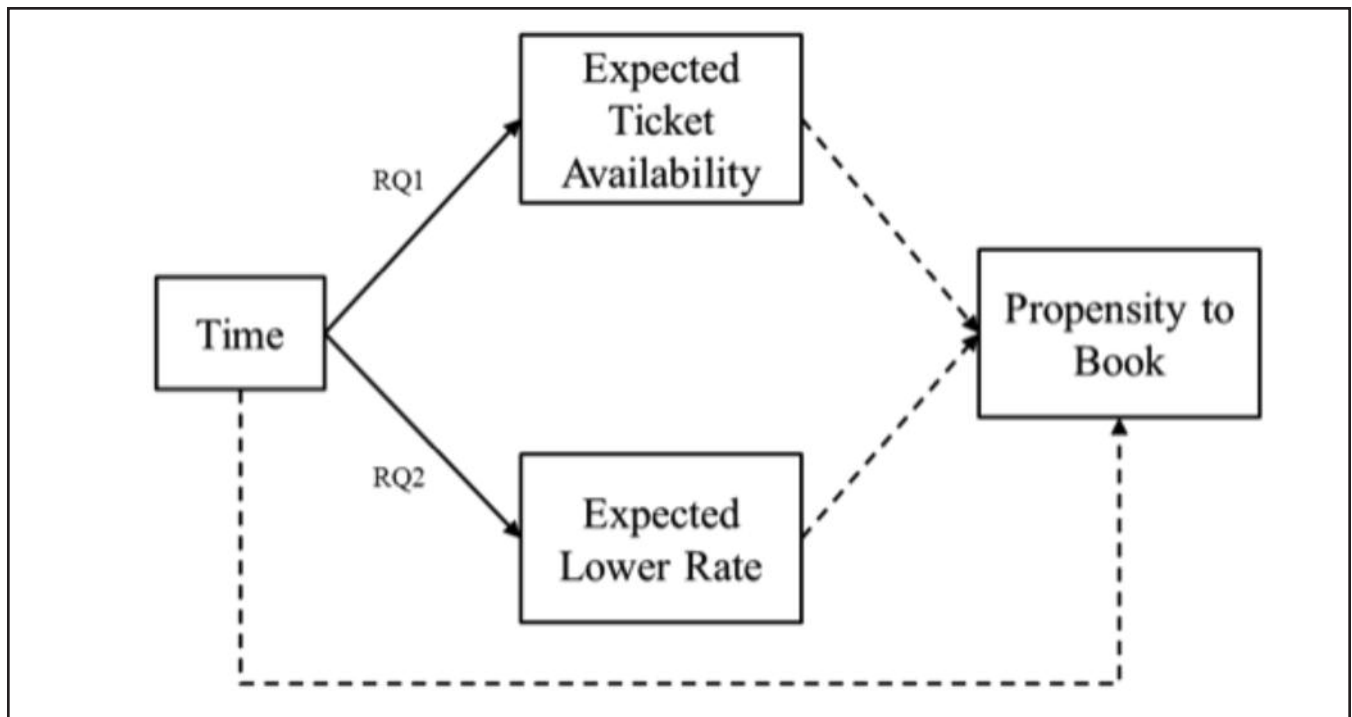 Expected
Ticket
Availability
RQ1
Time
Propensity to
Book
RQ2
Expected
Lower Rate